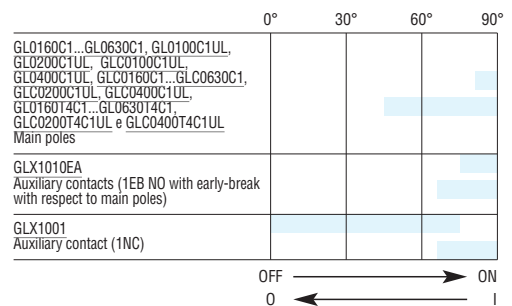 0° 30° 60° 90°
GL0160C1...GL0630C1, GL0100C1UL,
GL0200C1UL, GLC0100C1UL,
GL0400C1UL, GLC0160C1...GLC0630C1,
GLC0200C1UL, GLC0400C1UL,
GL0160T4C1...GL0630T4C1,
GLC0200T4C1UL e GLC0400T4C1UL
Main poles
GLX1010EA
Auxiliary contacts (1EB NO with early-break
with respect to main poles)
GLX1001
Auxiliary contact (1NC)
OFF ON
O I